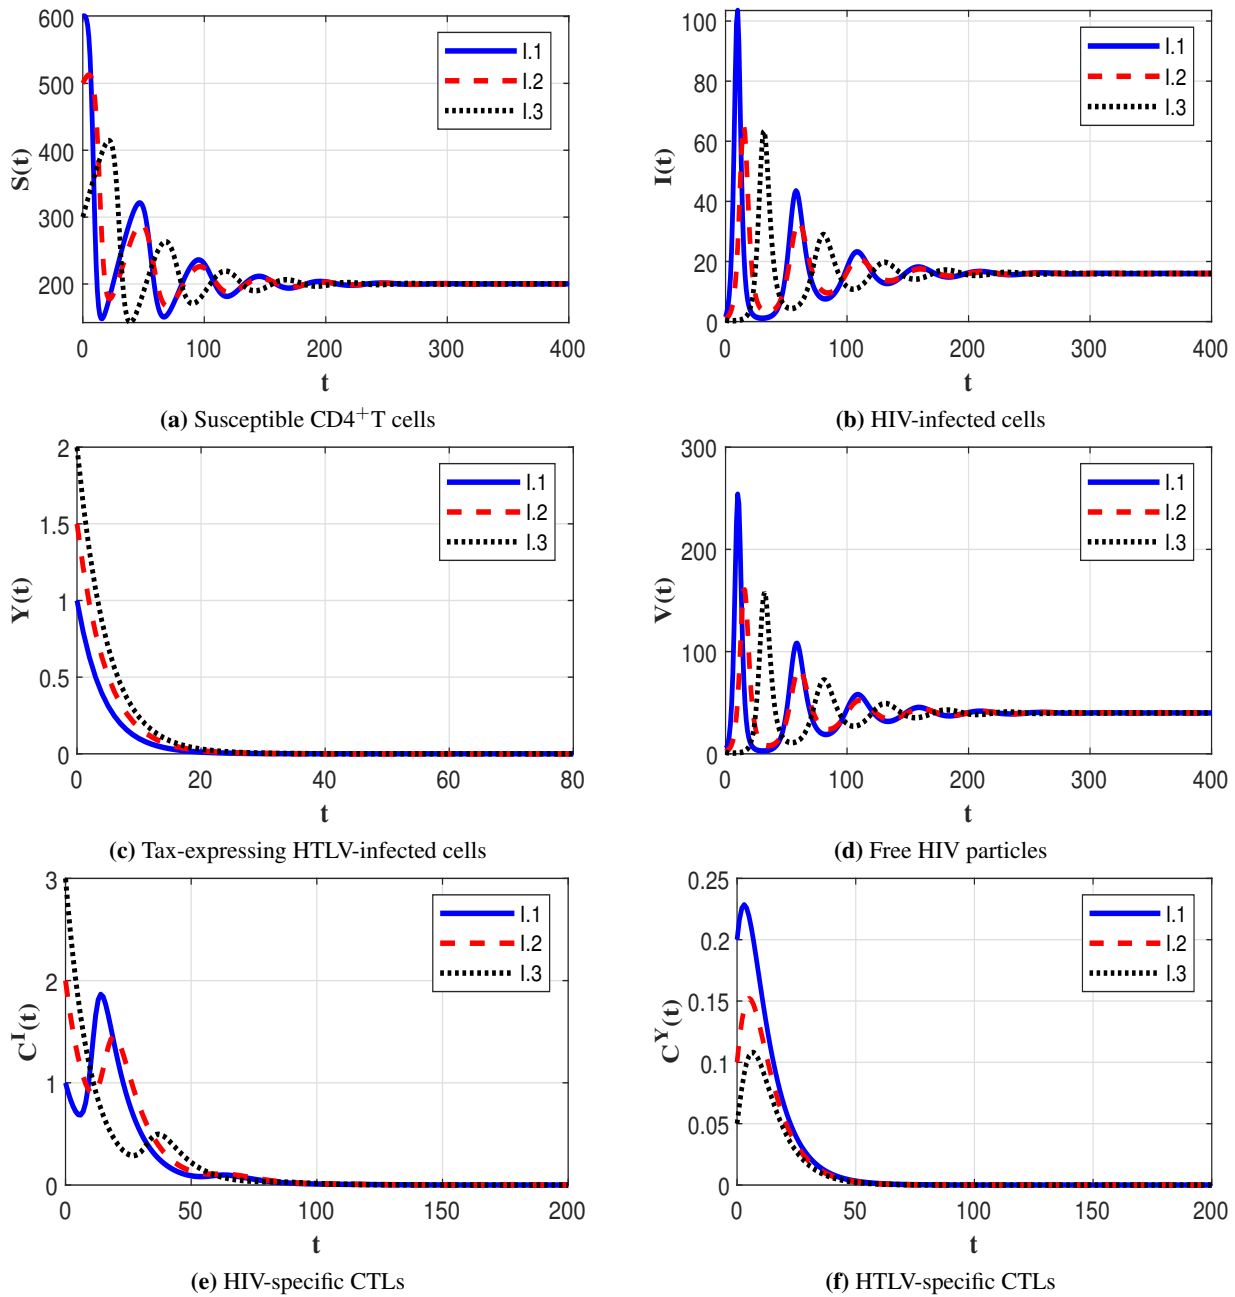 600
500
400
300
200
S(t)
0 100 200 300 400
t
I.1
I.2
I.3
(a) Susceptible CD4+T cells
100
80
60
40
20
0
I(t)
0 100 200 300 400
t
I.1
I.2
I.3
(b) HIV-infected cells
2
1.5
1
0.5
0
Y(t)
0 20 40 60 80
t
I.1
I.2
I.3
(c) Tax-expressing HTLV-infected cells
300
200
100
0
V(t)
0 100 200 300 400
t
I.1
I.2
I.3
(d) Free HIV particles
3
2
1
0
C^I(t)
0 50 100 150 200
t
I.1
I.2
I.3
(e) HIV-specific CTLs
0.25
0.2
0.15
0.1
0.05
0
C^Y(t)
0 50 100 150 200
t
I.1
I.2
I.3
(f) HTLV-specific CTLs